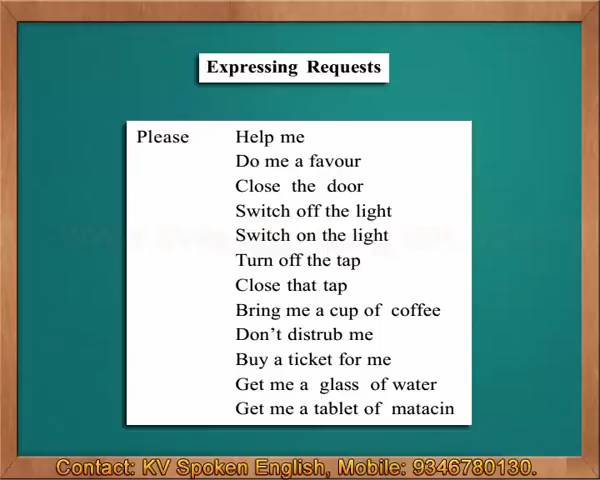 Expressing Requests
Please Help me
Do me a favour
Close the door
Switch off the light
Switch on the light
Turn off the tap
Close that tap
Bring me a cup of coffee
Don't distrub me
Buy a ticket for me
Get me a glass of water
Get me a tablet of matacin
Contact: KV Spoken English, Mobile: 9346780130.